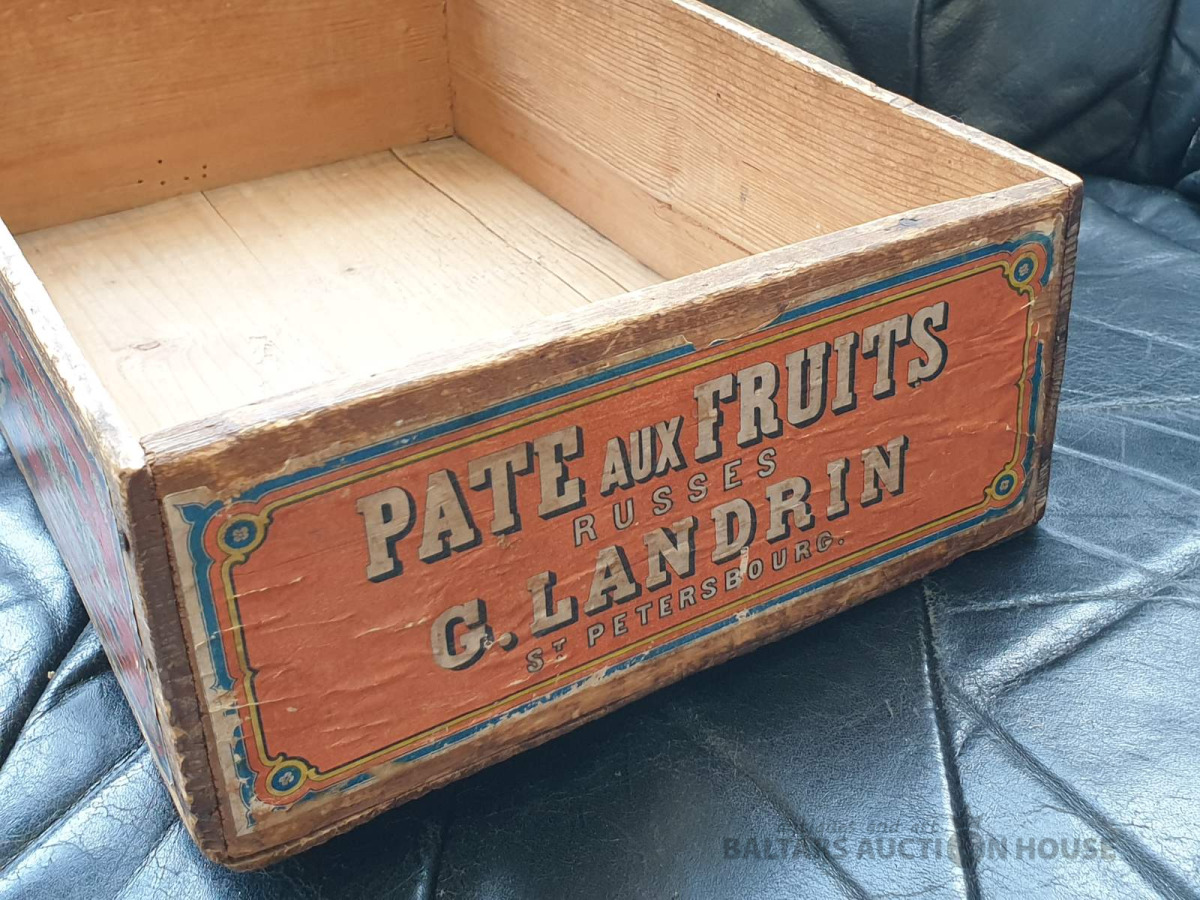 PATE AUX FRUITS
RUSSES
G. LANDRIN
ST PETERSBOURG.
BALTARS AUCTION HOUSE